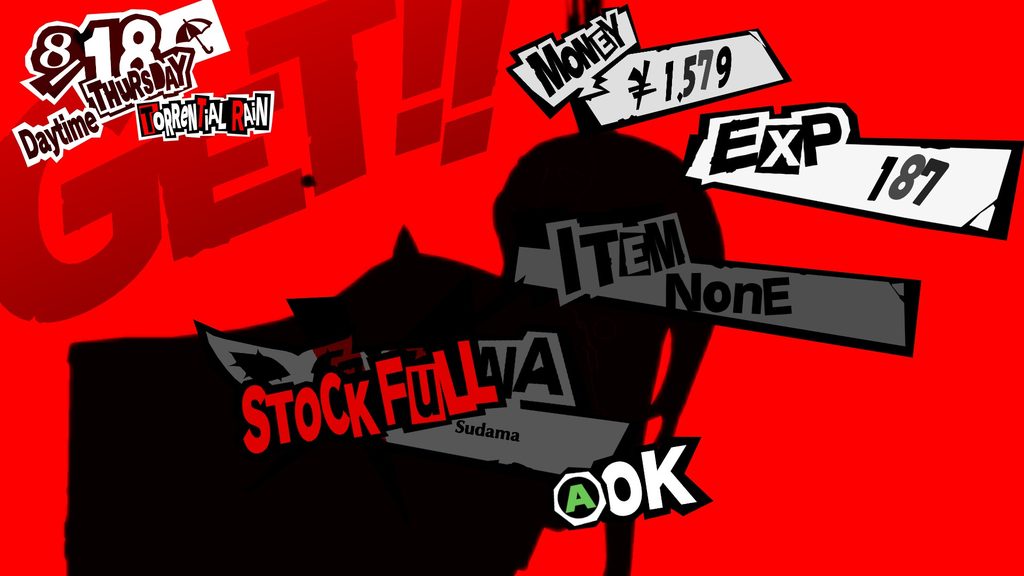 8/18
THURSDAY
Daytime
TORRENTIAL RAIN
GET!!
MONEY
¥ 1,579
EXP
187
ITEM
NONE
STOCK FULL
Sudama
A OK